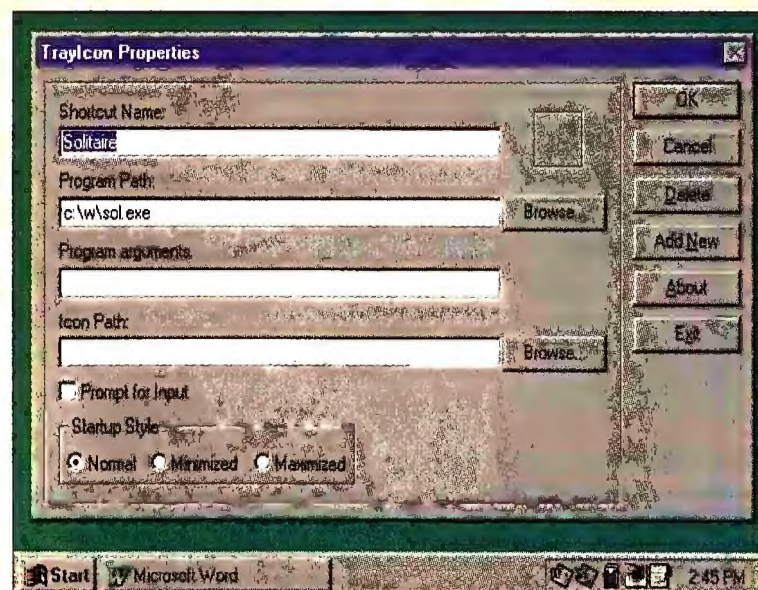 TrayIcon Properties
Shortcut Name:
Solitaire
Program Path:
c:\w\sol.exe
Browse...
Program arguments
Icon Path:
Browse...
Prompt for Input
Startup Style
Normal Minimized Maximized
OK
Cancel
Delete
Add New
About
Exit
Start Microsoft Word 2:45 PM